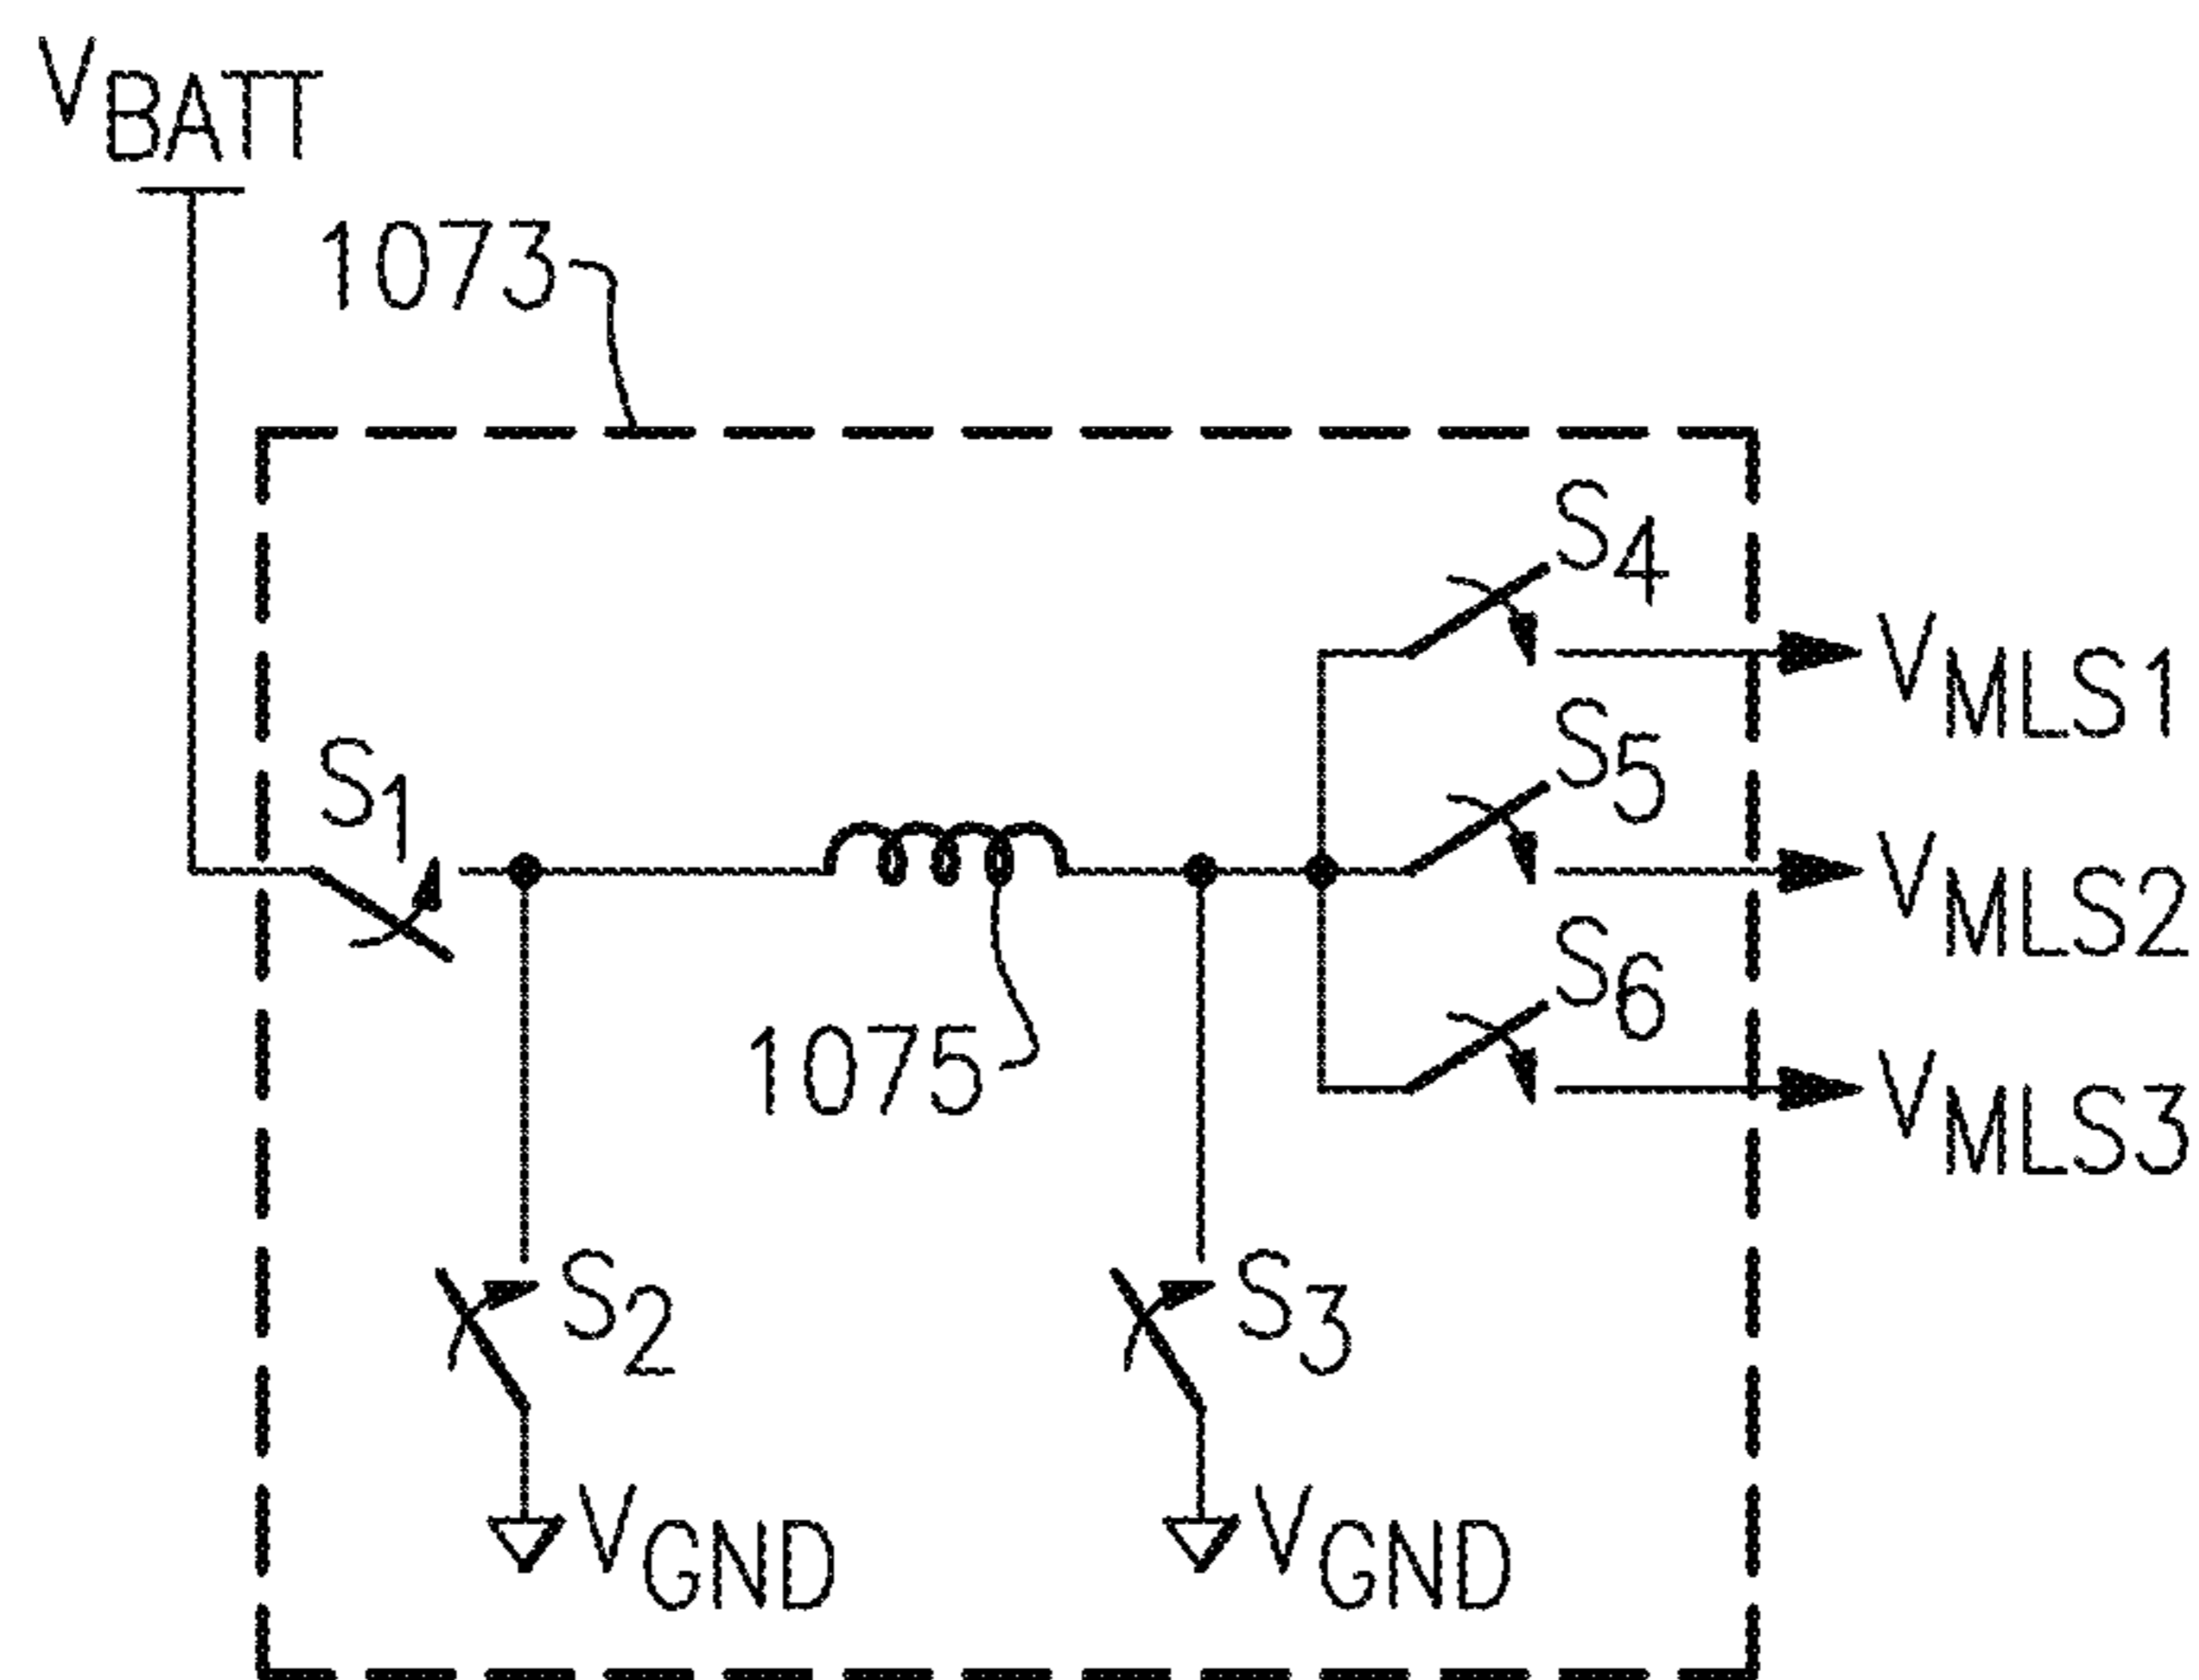 VBATT
1073
S4
VMLS1
S5
S1
VMLS2
S6
1075
VMLS3
S2
S3
VGND
VGND